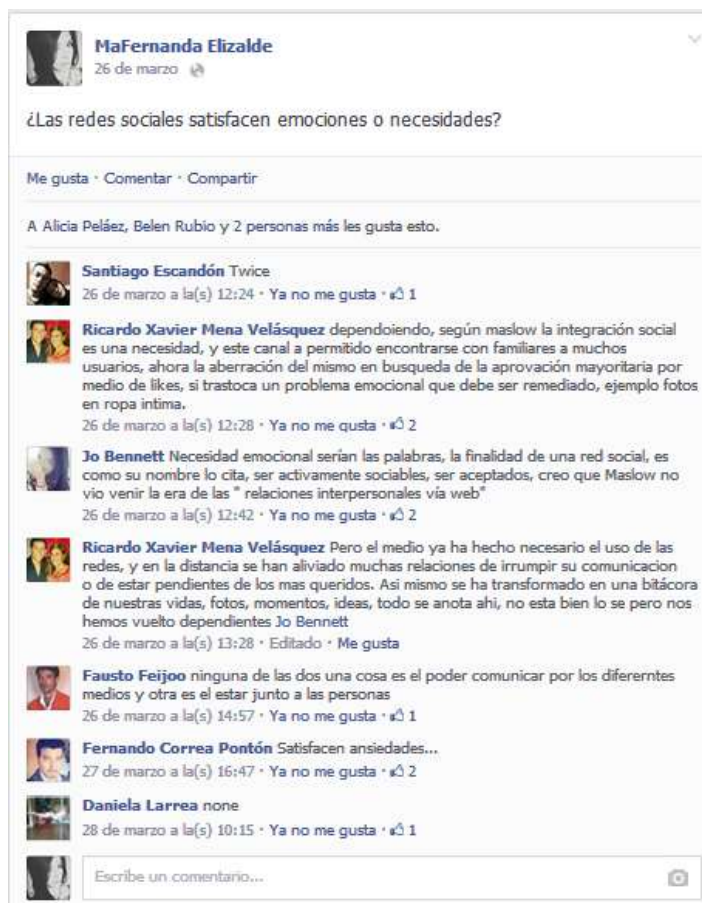 MaFernanda Elizalde
26 de marzo
¿Las redes sociales satisfacen emociones o necesidades?
Me gusta · Comentar · Compartir
A Alicia Peláez, Belen Rubio y 2 personas más les gusta esto.
Santiago Escandón Twice
26 de marzo a la(s) 12:24 · Ya no me gusta · 1
Ricardo Xavier Mena Velásquez dependoiendo, según maslow la integración social
es una necesidad, y este canal a permitido encontrarse con familiares a muchos
usuarios, ahora la aberración del mismo en busqueda de la aprovación mayoritaria por
medio de likes, si trastoca un problema emocional que debe ser remediado, ejemplo fotos
en ropa intima.
26 de marzo a la(s) 12:28 · Ya no me gusta · 2
Jo Bennett Necesidad emocional serían las palabras, la finalidad de una red social, es
como su nombre lo cita, ser activamente sociables, ser aceptados, creo que Maslow no
vio venir la era de las " relaciones interpersonales vía web"
26 de marzo a la(s) 12:42 · Ya no me gusta · 2
Ricardo Xavier Mena Velásquez Pero el medio ya ha hecho necesario el uso de las
redes, y en la distancia se han aliviado muchas relaciones de irrumpir su comunicacion
o de estar pendientes de los mas queridos. Asi mismo se ha transformado en una bitácora
de nuestras vidas, fotos, momentos, ideas, todo se anota ahi, no esta bien lo se pero nos
hemos vuelto dependientes Jo Bennett
26 de marzo a la(s) 13:28 · Editado · Me gusta
Fausto Feijoo ninguna de las dos una cosa es el poder comunicar por los difererntes
medios y otra es el estar junto a las personas
26 de marzo a la(s) 14:57 · Ya no me gusta · 1
Fernando Correa Pontón Satisfacen ansiedades...
27 de marzo a la(s) 16:47 · Ya no me gusta · 2
Daniela Larrea none
28 de marzo a la(s) 10:15 · Ya no me gusta · 1
Escribe un comentario...